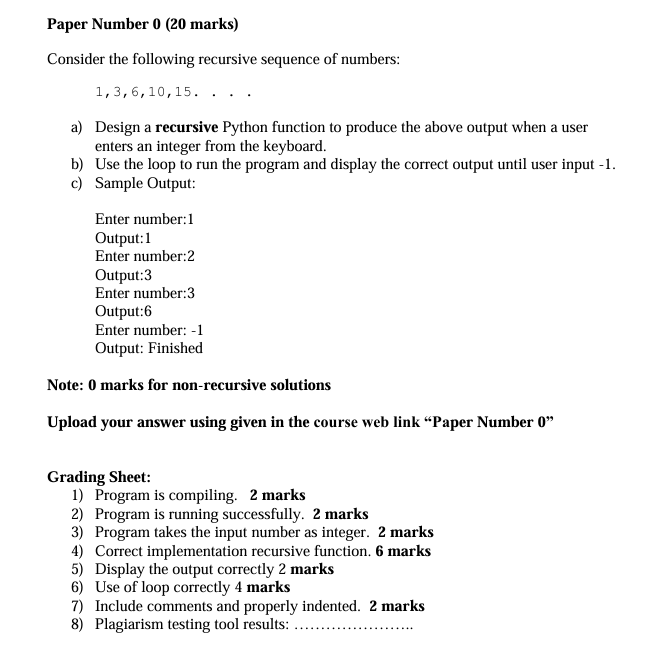 Paper Number 0 (20 marks)
Consider the following recursive sequence of numbers:
1,3,6,10,15. . . .
a) Design a recursive Python function to produce the above output when a user
enters an integer from the keyboard.
b) Use the loop to run the program and display the correct output until user input -1.
c) Sample Output:
Enter number:1
Output:1
Enter number:2
Output:3
Enter number:3
Output:6
Enter number: -1
Output: Finished
Note: 0 marks for non-recursive solutions
Upload your answer using given in the course web link “Paper Number 0”
Grading Sheet:
1) Program is compiling. 2 marks
2) Program is running successfully. 2 marks
3) Program takes the input number as integer. 2 marks
4) Correct implementation recursive function. 6 marks
5) Display the output correctly 2 marks
6) Use of loop correctly 4 marks
7) Include comments and properly indented. 2 marks
8) Plagiarism testing tool results: …………………..